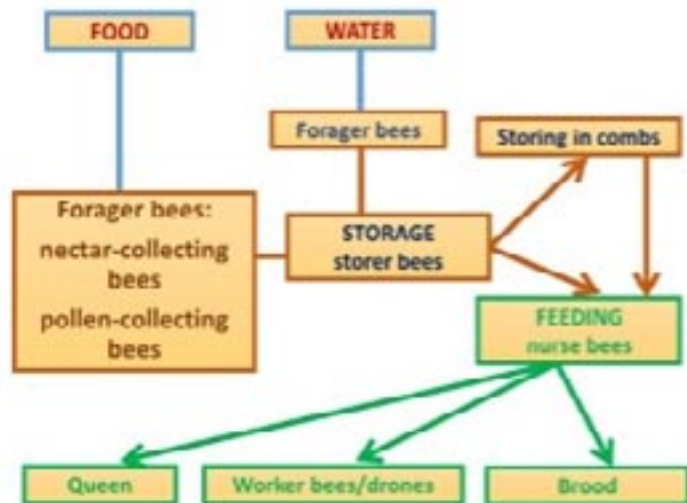 FOOD
WATER
Forager bees
Storing in combs
Forager bees:
nectar-collecting
bees
pollen-collecting
bees
STORAGE
storer bees
FEEDING
nurse bees
Queen
Worker bees/drones
Brood